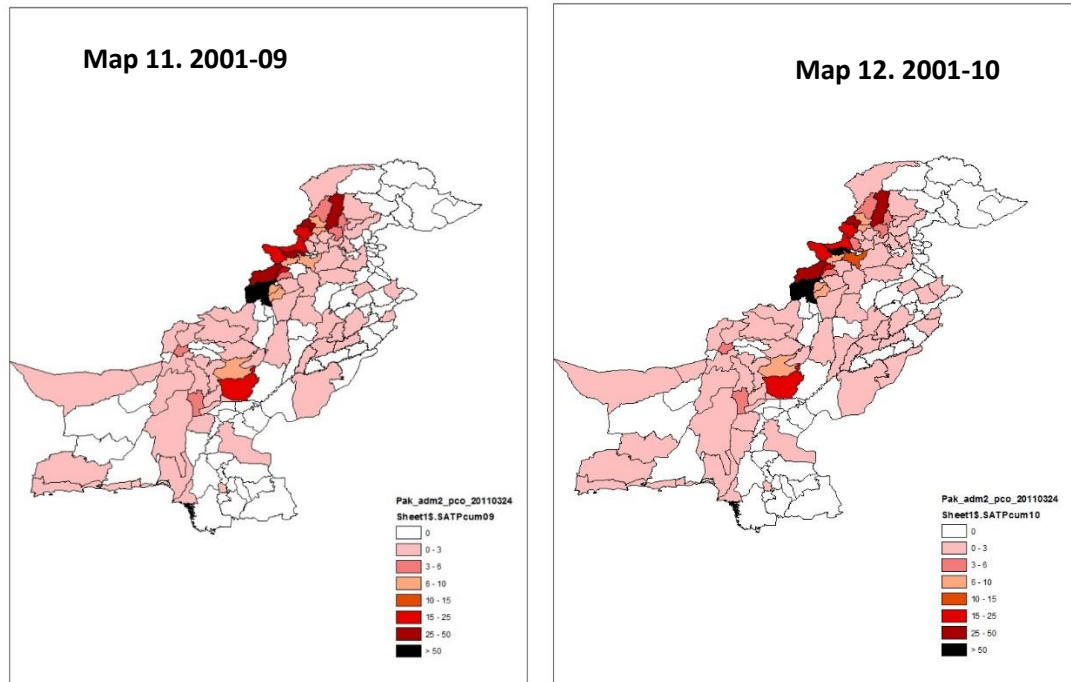 Map 11. 2001-09
Pak_adm2_pco_20110324
Sheet1$.SATPcum09
0
0 - 3
3 - 6
6 - 10
10 - 15
15 - 25
25 - 50
> 50
Map 12. 2001-10
Pak_adm2_pco_20110324
Sheet1$.SATPcum10
0
0 - 3
3 - 6
6 - 10
10 - 15
15 - 25
25 - 50
> 50